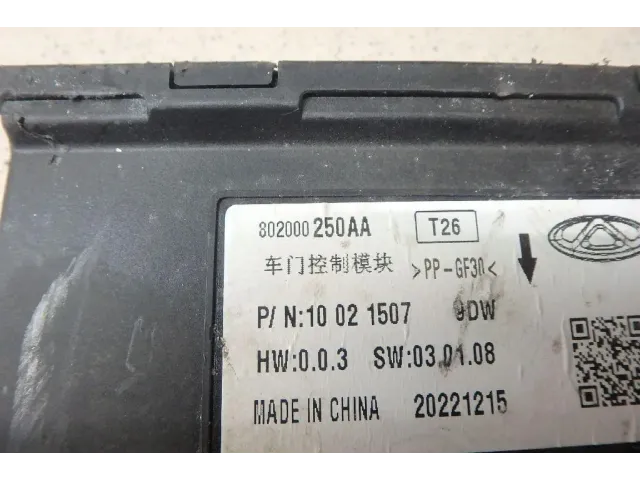 802000250AA T26
车门控制模块 >PP-GF30<
P/N:10 02 1507 9DW
HW:0.0.3 SW:03.01.08
MADE IN CHINA 20221215